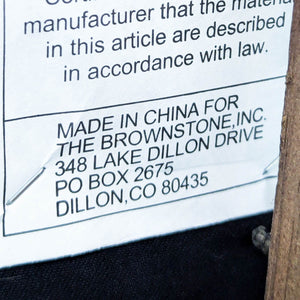 manufacturer that the materia
in this article are described
in accordance with law.
MADE IN CHINA FOR
THE BROWNSTONE,INC.
348 LAKE DILLON DRIVE
PO BOX 2675
DILLON,CO 80435